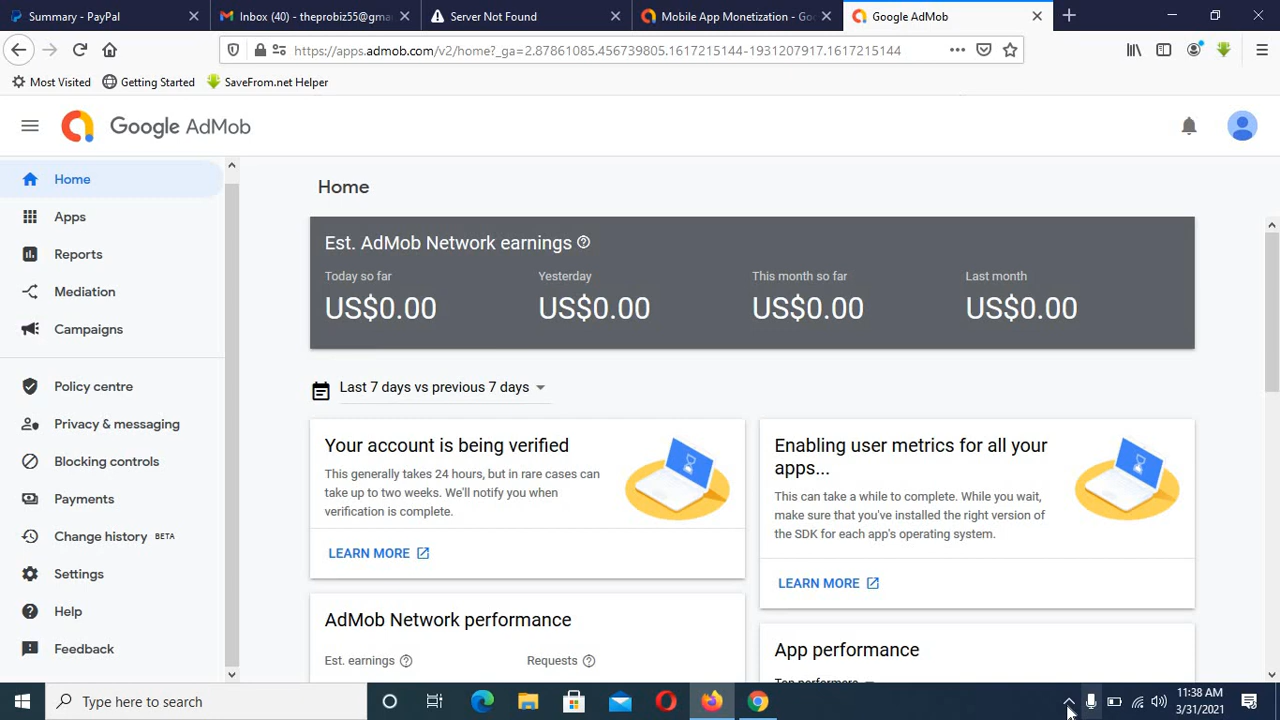 Summary - PayPal
Inbox (40) - theprobiz55@gma
Server Not Found
Mobile App Monetization - Goo
Google AdMob
https://apps.admob.com/v2/home?_ga=2.87861085.456739805.1617215144-1931207917.1617215144
Most Visited
Getting Started
SaveFrom.net Helper
Google AdMob
Home
Apps
Reports
Mediation
Campaigns
Policy centre
Privacy & messaging
Blocking controls
Payments
Change history BETA
Settings
Help
Feedback
Home
Est. AdMob Network earnings
Today so far
US$0.00
Yesterday
US$0.00
This month so far
US$0.00
Last month
US$0.00
Last 7 days vs previous 7 days
Your account is being verified
This generally takes 24 hours, but in rare cases can
take up to two weeks. We'll notify you when
verification is complete.
LEARN MORE
Enabling user metrics for all your
apps...
This can take a while to complete. While you wait,
make sure that you've installed the right version of
the SDK for each app's operating system.
LEARN MORE
AdMob Network performance
Est. earnings
Requests
App performance
Top performers
Type here to search
11:38 AM
3/31/2021